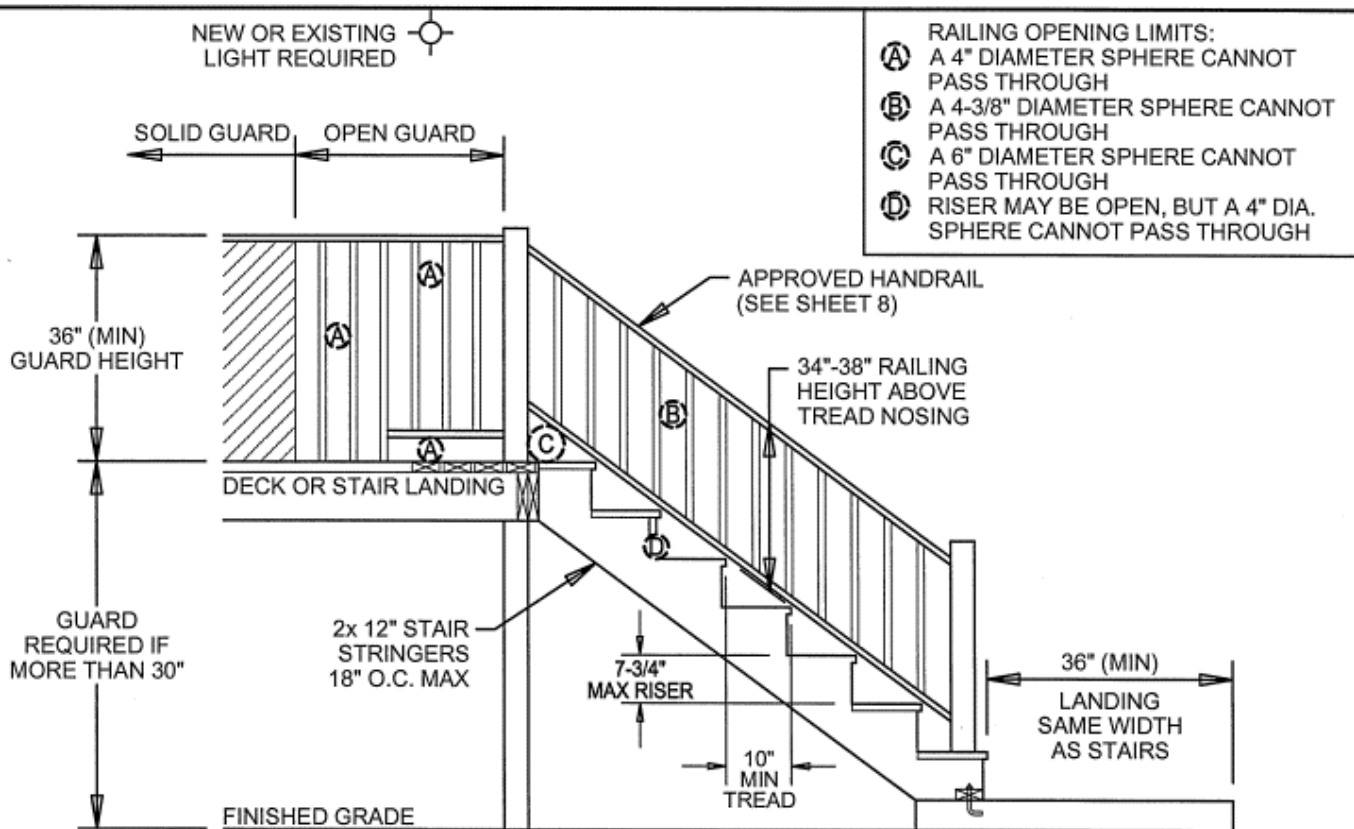 NEW OR EXISTING
LIGHT REQUIRED
RAILING OPENING LIMITS:
A A 4" DIAMETER SPHERE CANNOT
PASS THROUGH
B A 4-3/8" DIAMETER SPHERE CANNOT
PASS THROUGH
C A 6" DIAMETER SPHERE CANNOT
PASS THROUGH
D RISER MAY BE OPEN, BUT A 4" DIA.
SPHERE CANNOT PASS THROUGH
SOLID GUARD
OPEN GUARD
APPROVED HANDRAIL
(SEE SHEET 8)
36" (MIN)
GUARD HEIGHT
A
A
34"-38" RAILING
HEIGHT ABOVE
TREAD NOSING
B
A
C
DECK OR STAIR LANDING
D
GUARD
REQUIRED IF
MORE THAN 30"
2x 12" STAIR
STRINGERS
18" O.C. MAX
7-3/4"
MAX RISER
36" (MIN)
LANDING
SAME WIDTH
AS STAIRS
10"
MIN
TREAD
FINISHED GRADE